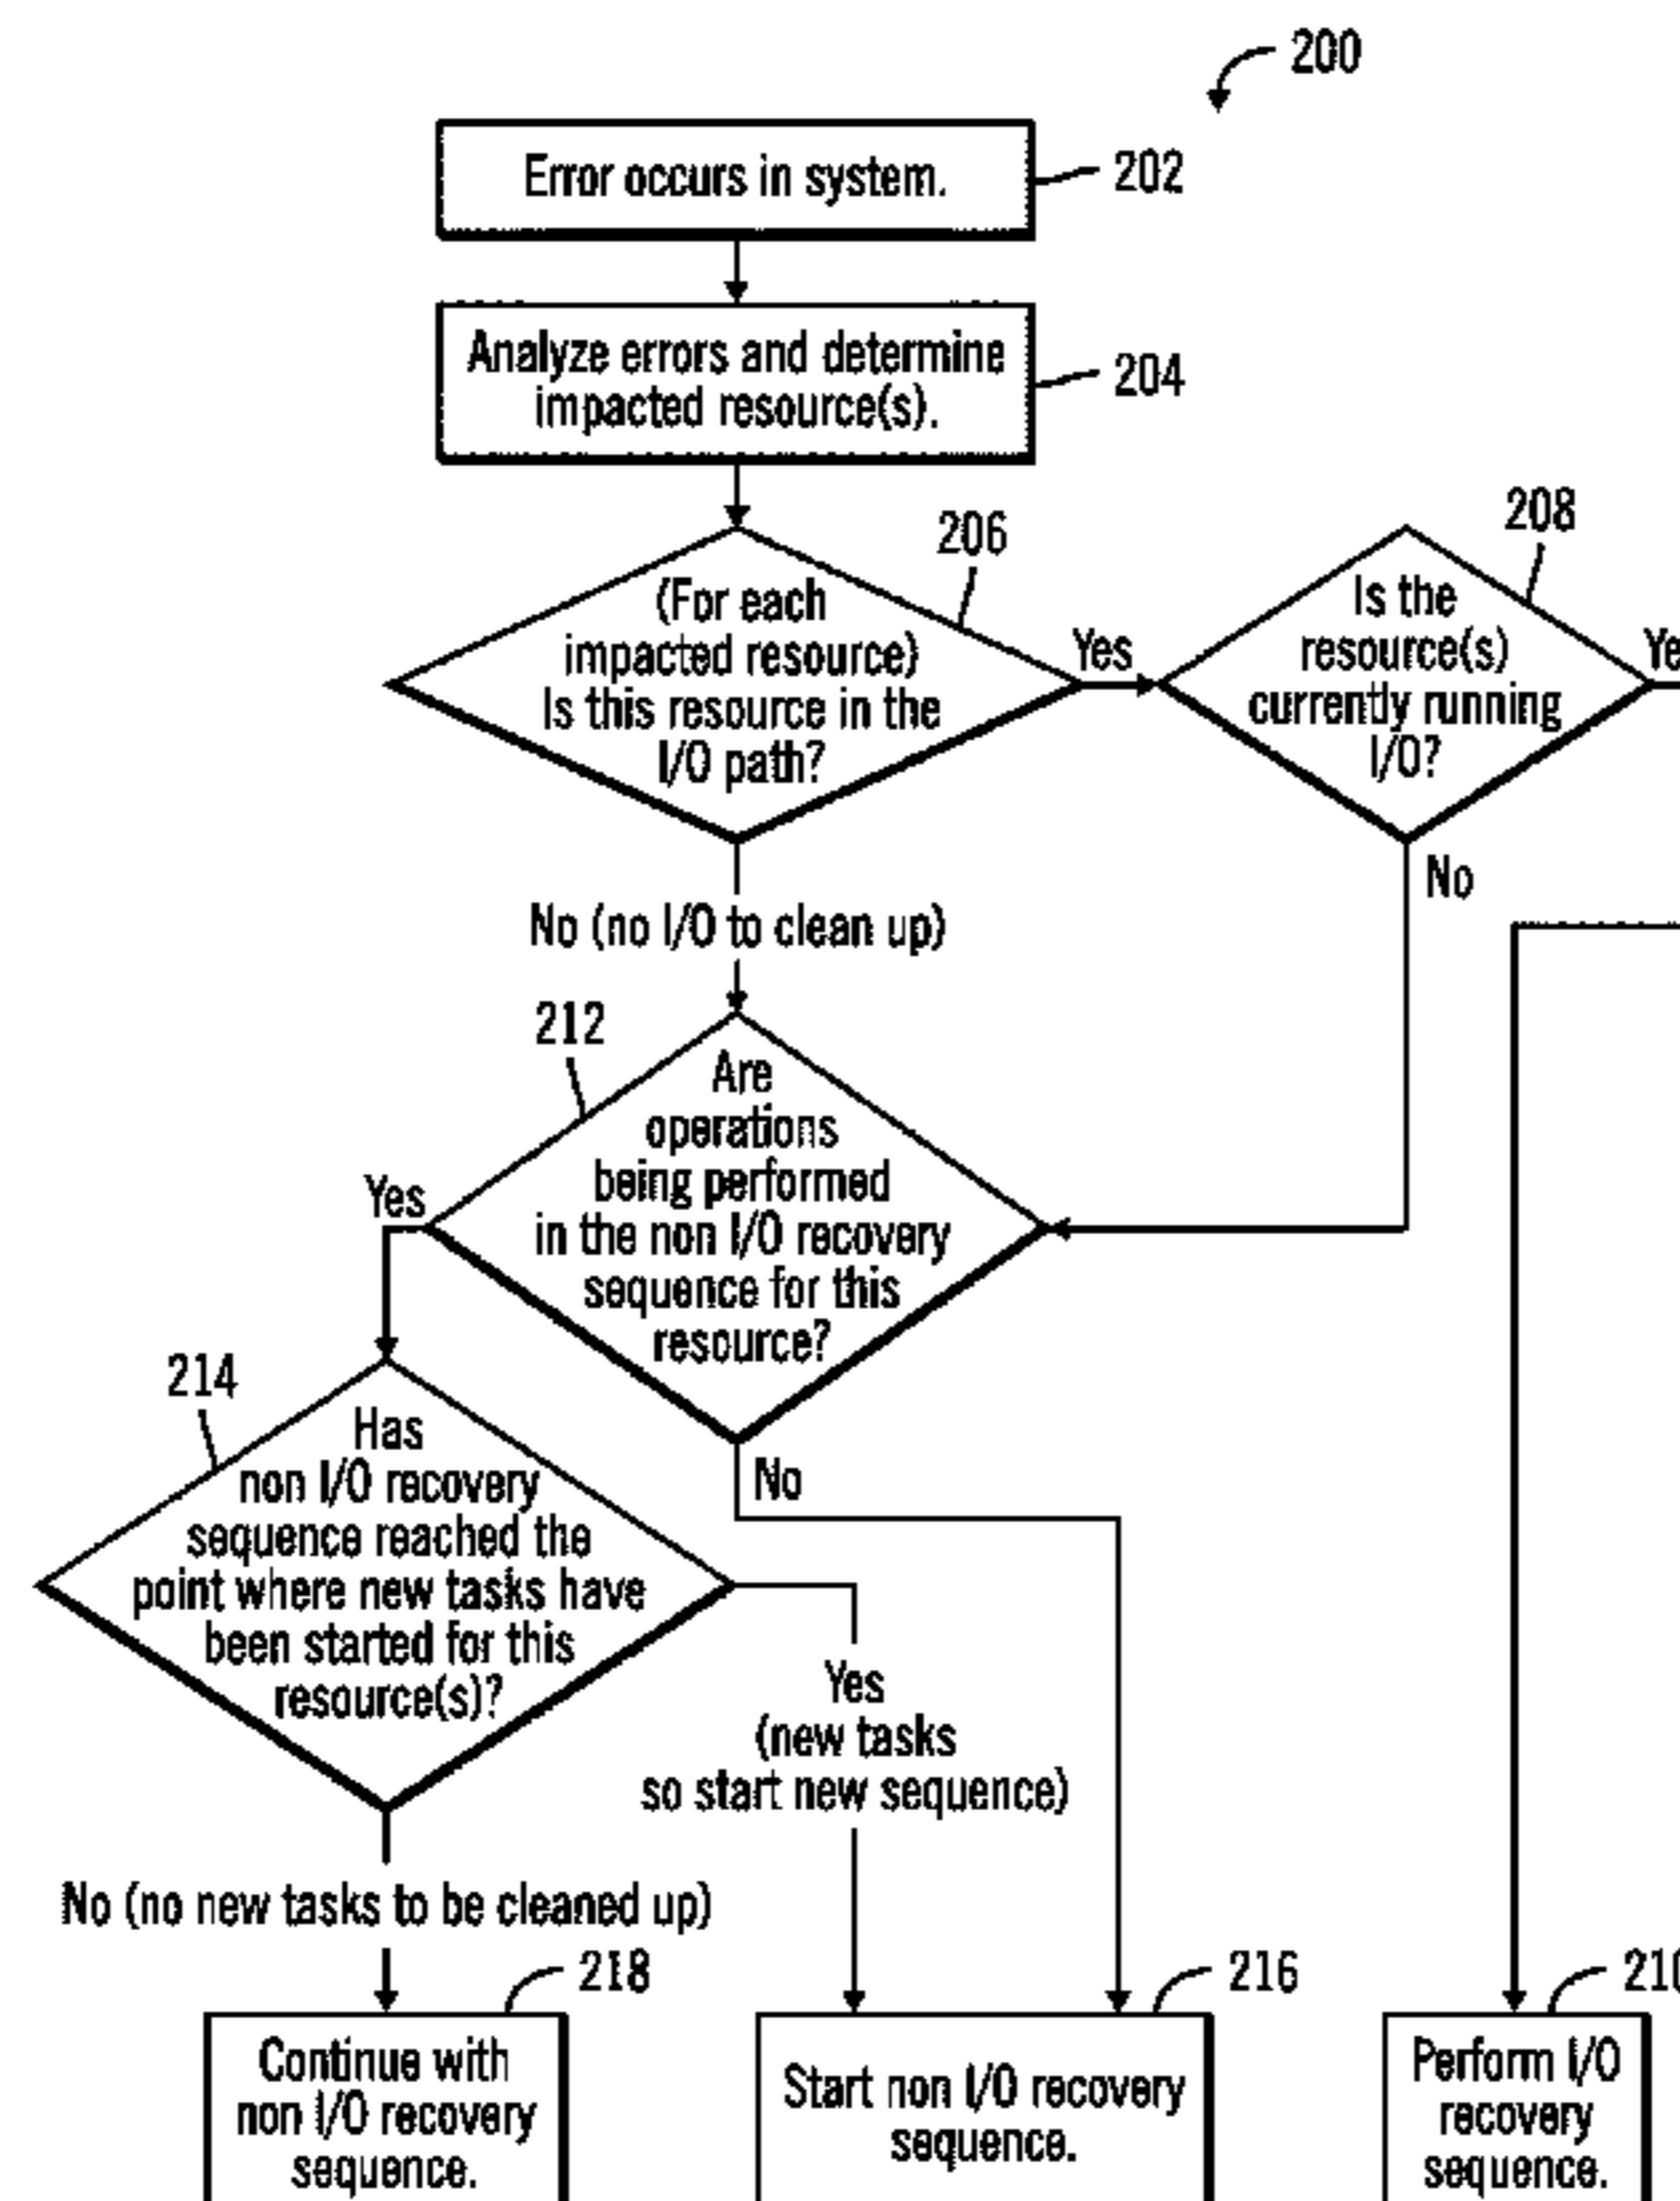 200
Error occurs in system.
202
Analyze errors and determine
impacted resource(s).
204
206
(For each
impacted resource)
Is this resource in the
I/O path?
Yes
208
Is the
resource(s)
currently running
I/O?
No
No (no I/O to clean up)
212
Are
operations
being performed
in the non I/O recovery
sequence for this
resource?
Yes
No
214
Has
non I/O recovery
sequence reached the
point where new tasks have
been started for this
resource(s)?
Yes
(new tasks
so start new sequence)
No (no new tasks to be cleaned up)
218
Continue with
non I/O recovery
sequence.
216
Start non I/O recovery
sequence.
Perform I/O
recovery
sequence.